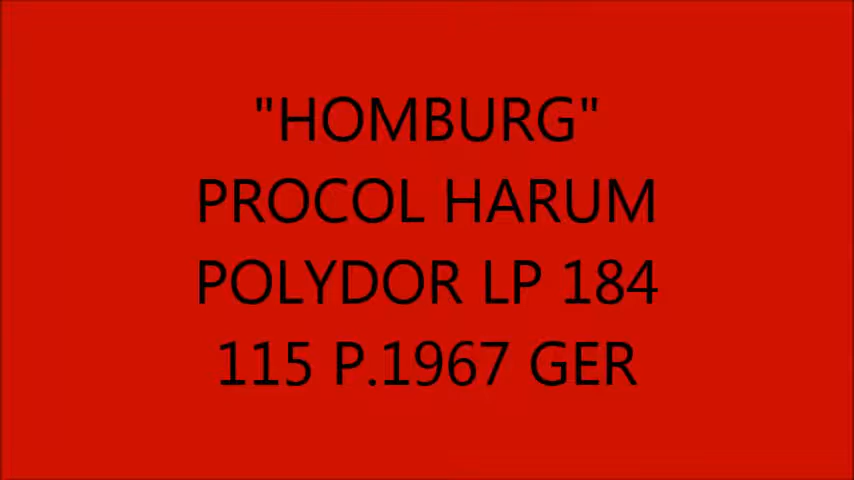 "HOMBURG"
PROCOL HARUM
POLYDOR LP 184
115 P.1967 GER